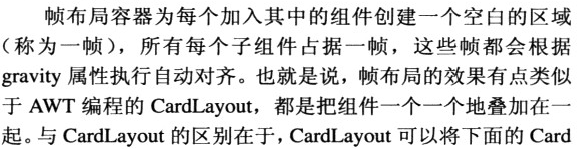 帧布局容器为每个加入其中的组件创建一个空白的区域
（称为一帧），所有每个子组件占据一帧，这些帧都会根据
gravity 属性执行自动对齐。也就是说，帧布局的效果有点类似
于 AWT 编程的 CardLayout，都是把组件一个一个地叠加在一
起。与 CardLayout 的区别在于，CardLayout 可以将下面的 Card